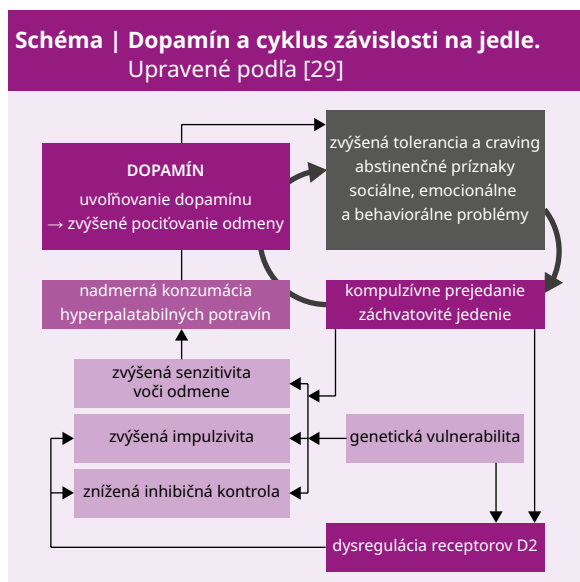 Schéma | Dopamín a cyklus závislosti na jedle.
Upravené podľa [29]
DOPAMÍN
uvoľňovanie dopamínu
→ zvýšené pociťovanie odmeny
zvýšená tolerancia a craving
abstinenčné príznaky
sociálne, emocionálne
a behaviorálne problémy
nadmerná konzumácia
hyperpalatabilných potravín
kompulzívne prejedanie
záchvatovité jedenie
zvýšená senzitivita
voči odmene
zvýšená impulzivita
genetická vulnerabilita
znížená inhibičná kontrola
dysregulácia receptorov D2